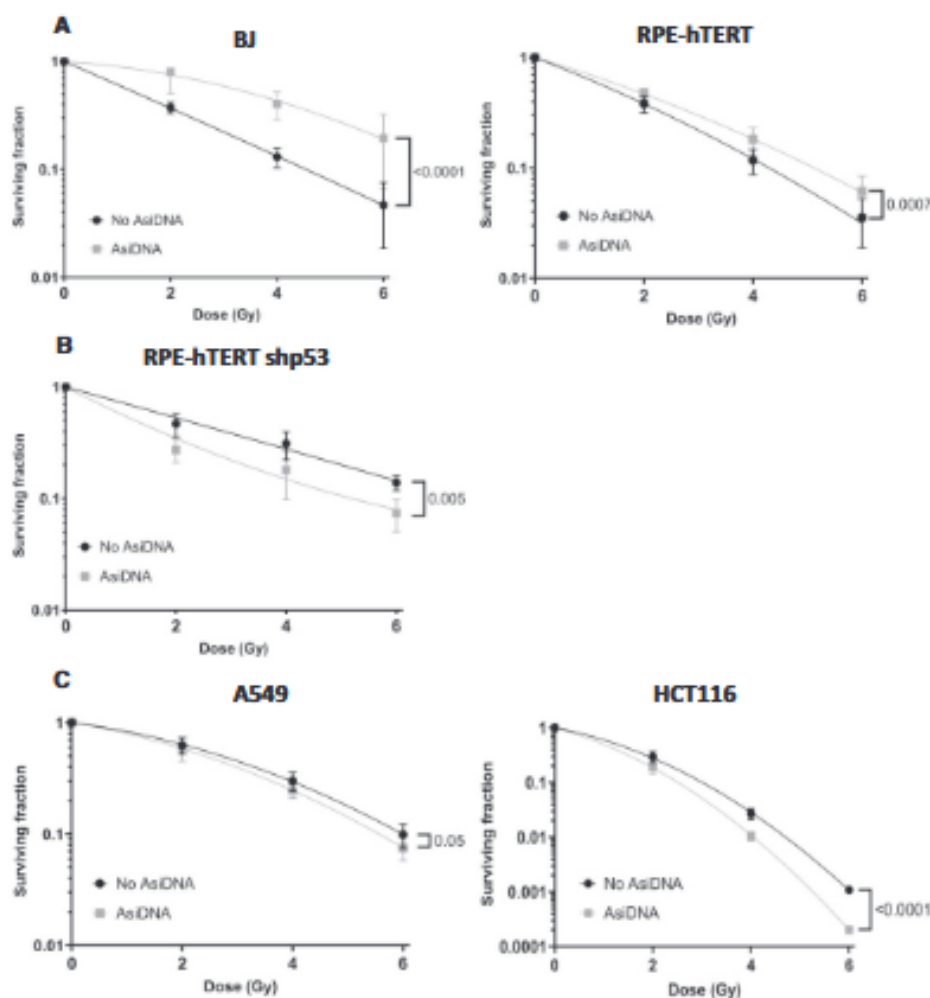 A
BJ
RPE-hTERT
Surviving fraction
1
0.1
0.01
No AsiDNA
AsiDNA
<0.0001
0 2 4 6
Dose (Gy)
Surviving fraction
1
0.1
0.01
No AsiDNA
AsiDNA
0.0007
0 2 4 6
Dose (Gy)
B
RPE-hTERT shp53
Surviving fraction
1
0.1
0.01
No AsiDNA
AsiDNA
0.005
0 2 4 6
Dose (Gy)
C
A549
HCT116
Surviving fraction
1
0.1
0.01
No AsiDNA
AsiDNA
0.05
0 2 4 6
Dose (Gy)
Surviving fraction
1
0.1
0.01
0.001
0.0001
No AsiDNA
AsiDNA
<0.0001
0 2 4 6
Dose (Gy)